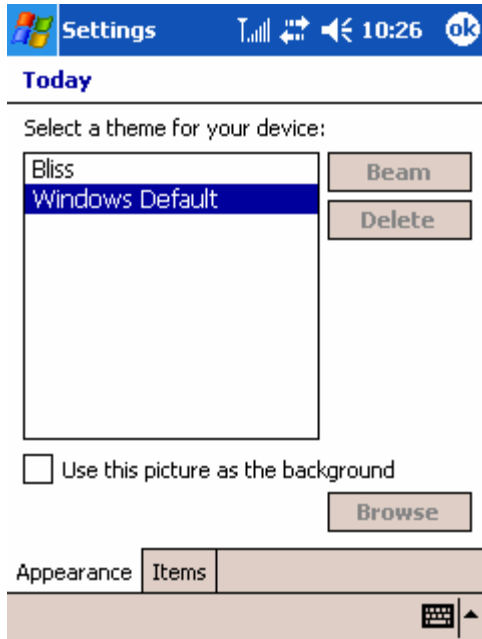 Settings 10:26 ok
Today
Select a theme for your device:
Bliss
Windows Default
Beam
Delete
Use this picture as the background
Browse
Appearance Items